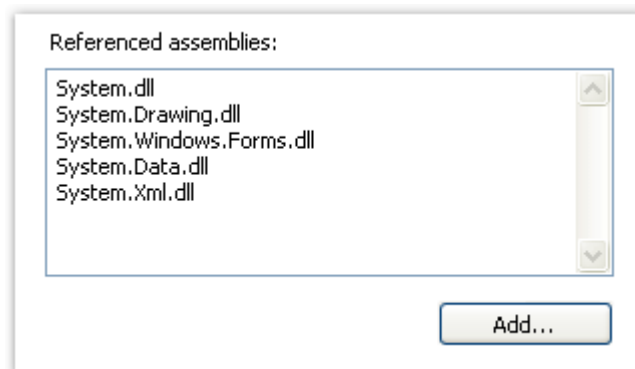 Referenced assemblies:
System.dll
System.Drawing.dll
System.Windows.Forms.dll
System.Data.dll
System.Xml.dll
Add...